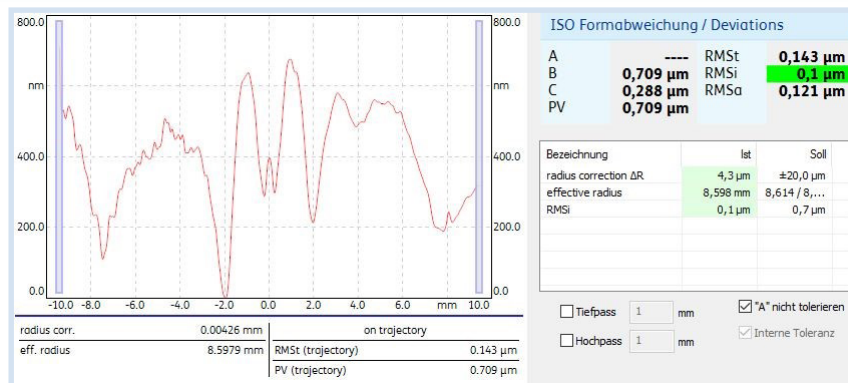 800.0
800.0
nm
nm
400.0
400.0
200.0
200.0
0.0
0.0
-10.0 -8.0 -6.0 -4.0 -2.0 0.0 2.0 4.0 6.0 mm 10.0
radius corr. 0.00426 mm on trajectory
eff. radius 8.5979 mm RMSt (trajectory) 0.143 µm
PV (trajectory) 0.709 µm
ISO Formabweichung / Deviations
A ---- RMSt 0,143 µm
B 0,709 µm RMSi 0,1 µm
C 0,288 µm RMSa 0,121 µm
PV 0,709 µm
Bezeichnung Ist Soll
radius correction ΔR 4,3 µm ±20,0 µm
effective radius 8,598 mm 8,614 / 8,...
RMSi 0,1 µm 0,7 µm
Tiefpass 1 mm "A" nicht tolerieren
Hochpass 1 mm Interne Toleranz